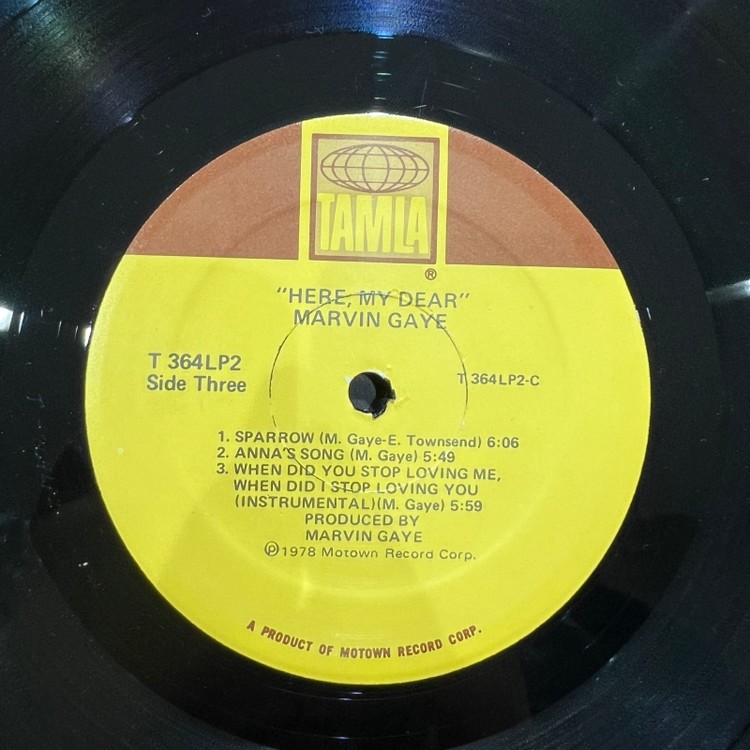 TAMLA
®
"HERE, MY DEAR"
MARVIN GAYE
T 364LP2
Side Three
T 364LP2-C
1. SPARROW (M. Gaye-E. Townsend) 6:06
2. ANNA'S SONG (M. Gaye) 5:49
3. WHEN DID YOU STOP LOVING ME,
WHEN DID I STOP LOVING YOU
(INSTRUMENTAL)(M. Gaye) 5:59
PRODUCED BY
MARVIN GAYE
℗1978 Motown Record Corp.
A PRODUCT OF MOTOWN RECORD CORP.